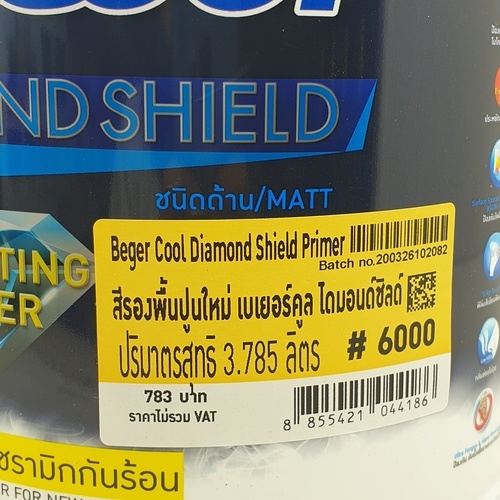 ND SHIELD
ชนิดด้าน/MATT
TING
ER
Beger Cool Diamond Shield Primer
Batch no.200326102082
สีรองพื้นปูนใหม่ เบเยอร์คูล ไดมอนด์ชิลด์
ปริมาตรสุทธิ 3.785 ลิตร
# 6000
783 บาท
ราคาไม่รวม VAT
8 855421 044186
ซรามิกกันร้อน
ER FOR NEW